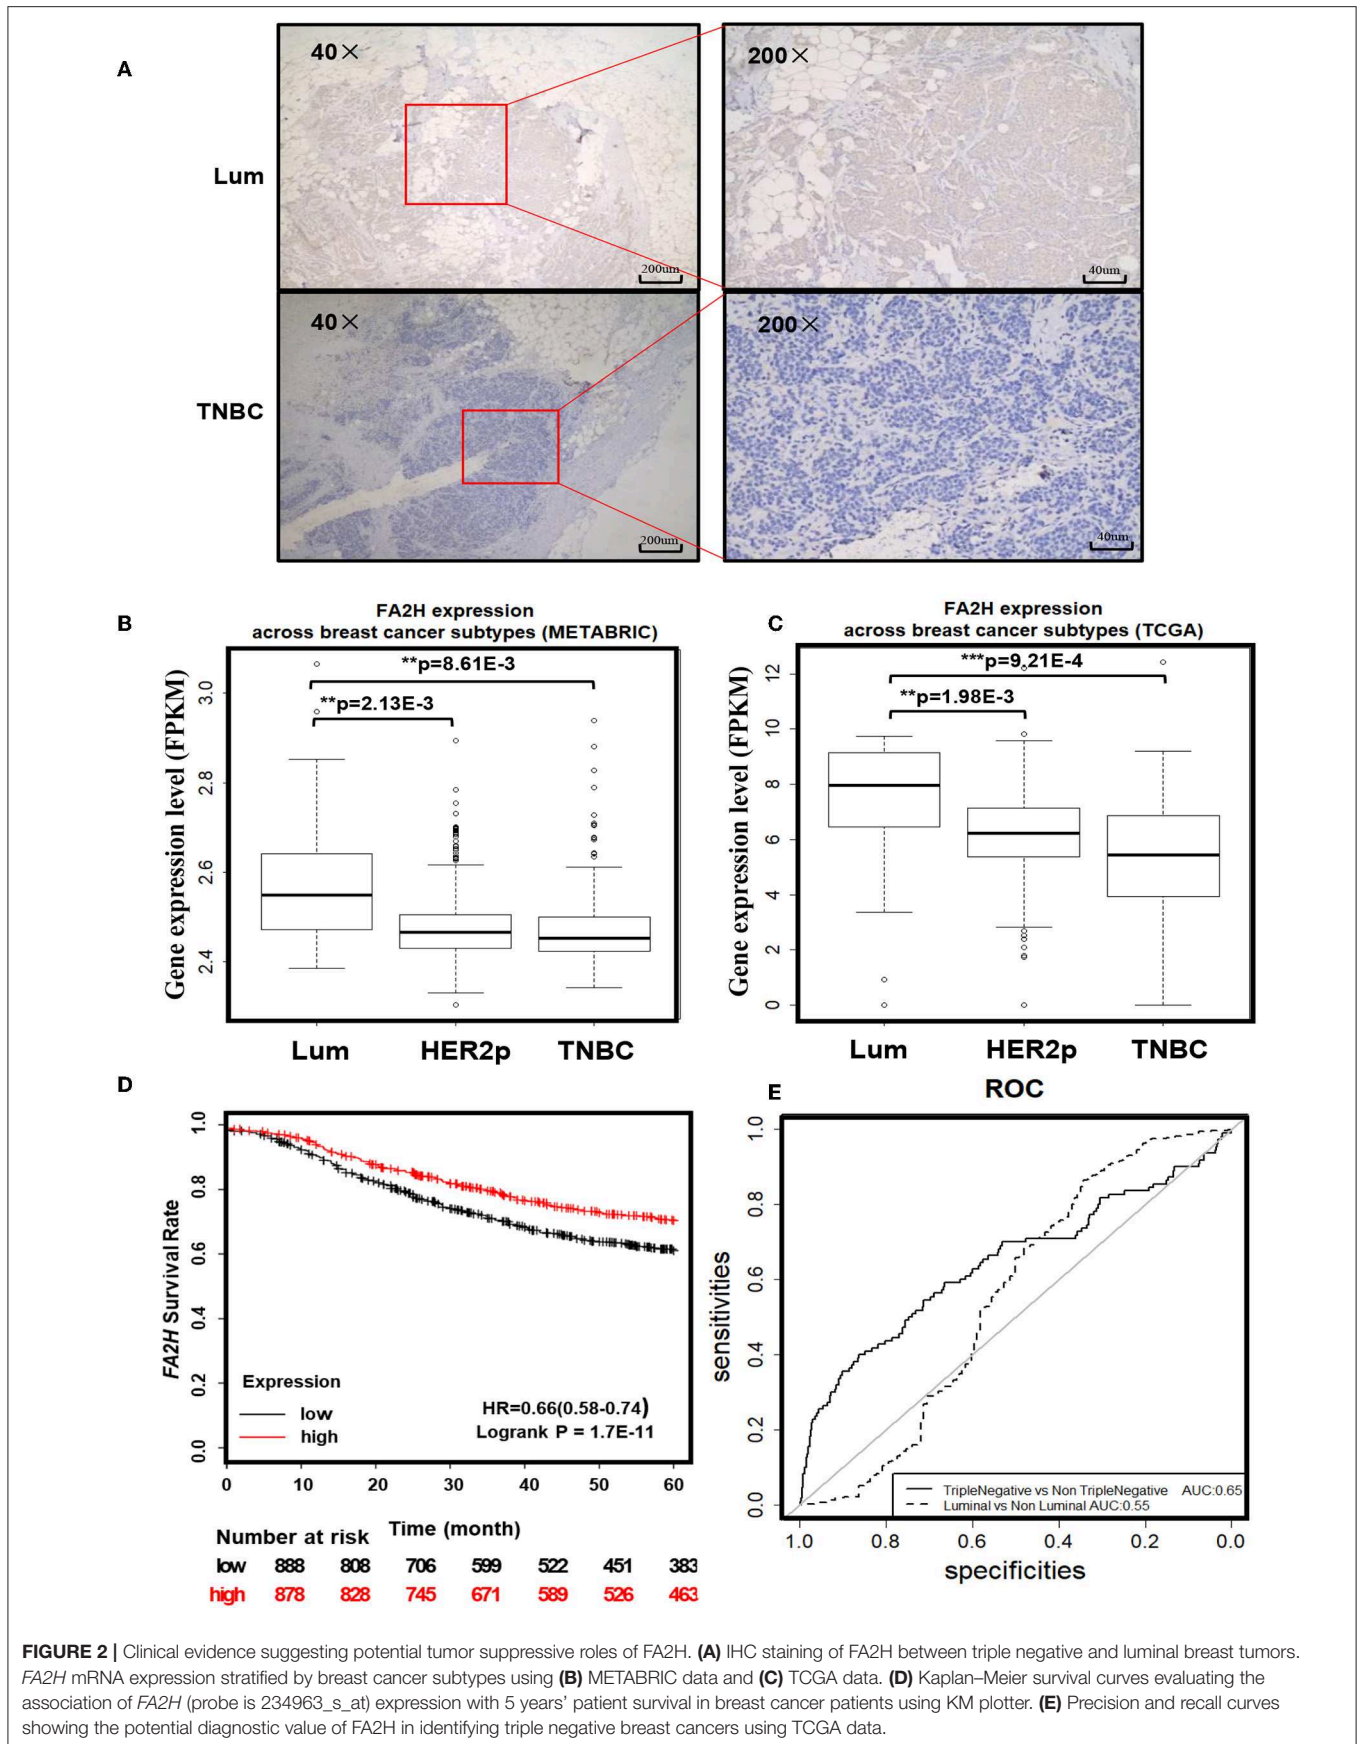 A
40×
200×
Lum
200um
40um
40×
200×
TNBC
200um
40um
B
FA2H expression
across breast cancer subtypes (METABRIC)
Gene expression level (FPKM)
3.0
2.8
2.6
2.4
**p=8.61E-3
**p=2.13E-3
Lum HER2p TNBC
C
FA2H expression
across breast cancer subtypes (TCGA)
Gene expression level (FPKM)
12
10
8
6
4
2
0
***p=9.21E-4
**p=1.98E-3
Lum HER2p TNBC
D
FA2H Survival Rate
1.0
0.8
0.6
0.4
0.2
0.0
Expression
low
high
HR=0.66(0.58-0.74)
Logrank P = 1.7E-11
0 10 20 30 40 50 60
Time (month)
Number at risk
low 888 808 706 599 522 451 383
high 878 828 745 671 589 526 463
E
ROC
sensitivities
1.0
0.8
0.6
0.4
0.2
0.0
TripleNegative vs Non TripleNegative AUC:0.65
Luminal vs Non Luminal AUC:0.55
1.0 0.8 0.6 0.4 0.2 0.0
specificities
FIGURE 2 | Clinical evidence suggesting potential tumor suppressive roles of FA2H. (A) IHC staining of FA2H between triple negative and luminal breast tumors.
FA2H mRNA expression stratified by breast cancer subtypes using (B) METABRIC data and (C) TCGA data. (D) Kaplan–Meier survival curves evaluating the
association of FA2H (probe is 234963_s_at) expression with 5 years' patient survival in breast cancer patients using KM plotter. (E) Precision and recall curves
showing the potential diagnostic value of FA2H in identifying triple negative breast cancers using TCGA data.